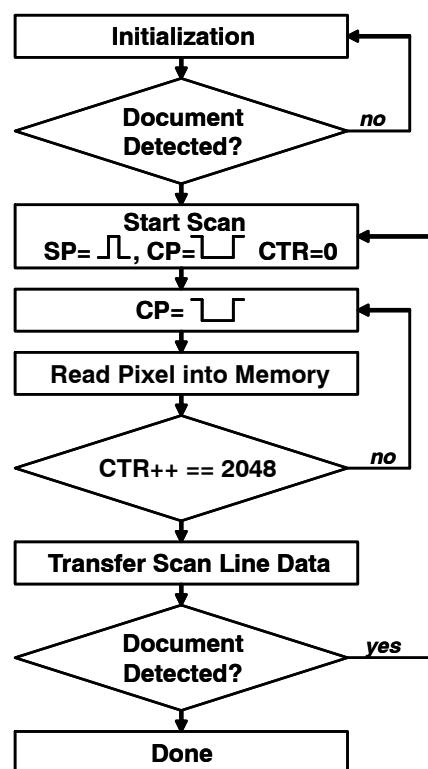 Initialization
Document
Detected?
no
Start Scan
SP= , CP= CTR=0
CP=
Read Pixel into Memory
CTR++ == 2048
no
Transfer Scan Line Data
Document
Detected?
yes
Done